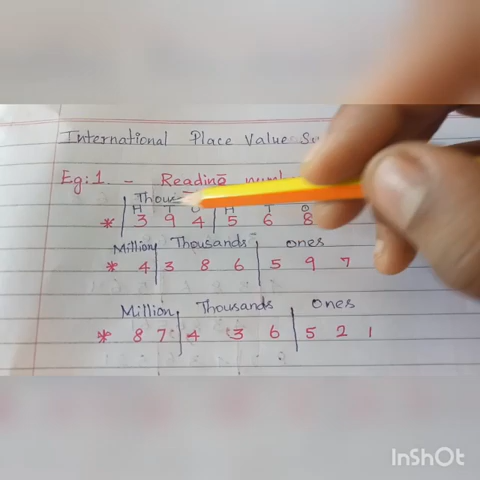 International Place Value
Eg:1. - Reading
H H T O
* 3 9 4 5 6 8
Million Thousands Ones
* 4 3 8 6 5 9 7
Million Thousands Ones
* 8 7 4 3 6 5 2 1
InShOt